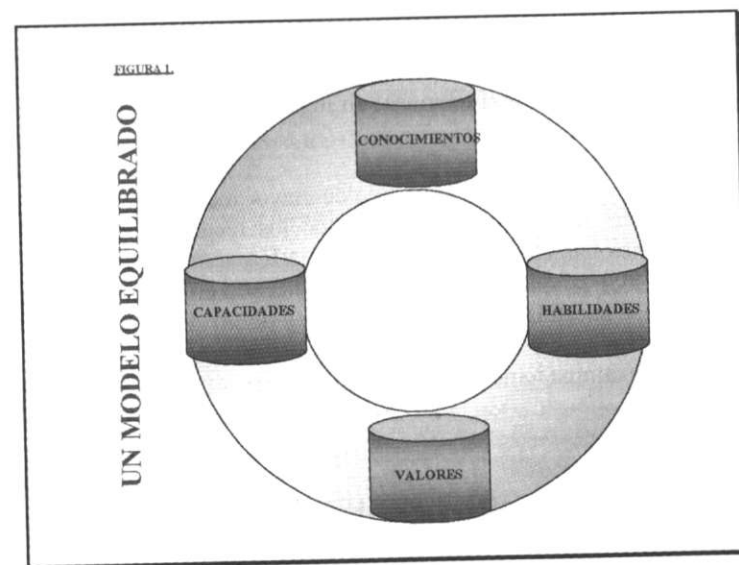 FIGURA 1.
UN MODELO EQUILIBRADO
CONOCIMIENTOS
CAPACIDADES
HABILIDADES
VALORES